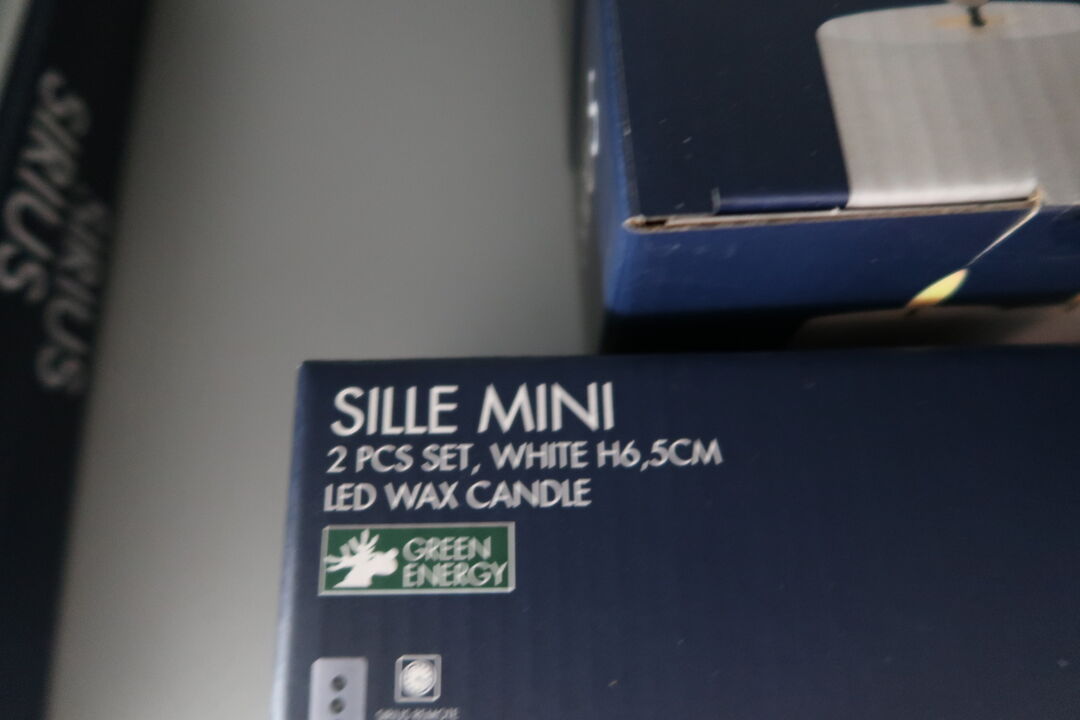 SIRIUS
SIRIUS
SILLE MINI
2 PCS SET, WHITE H6,5CM
LED WAX CANDLE
GREEN
ENERGY